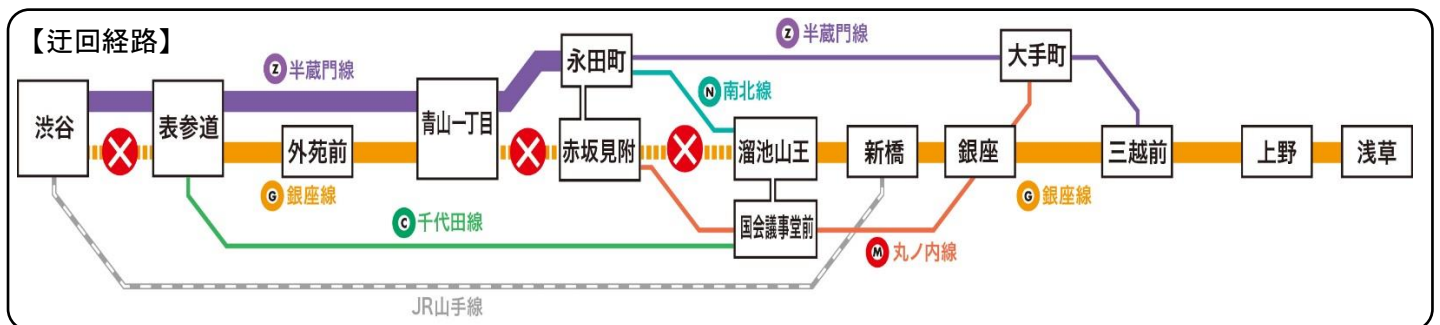 【迂回経路】
Z 半蔵門線
Z 半蔵門線
永田町
大手町
N 南北線
渋谷
表参道
外苑前
青山一丁目
赤坂見附
溜池山王
新橋
銀座
三越前
上野
浅草
G 銀座線
G 銀座線
C 千代田線
国会議事堂前
M 丸ノ内線
JR山手線